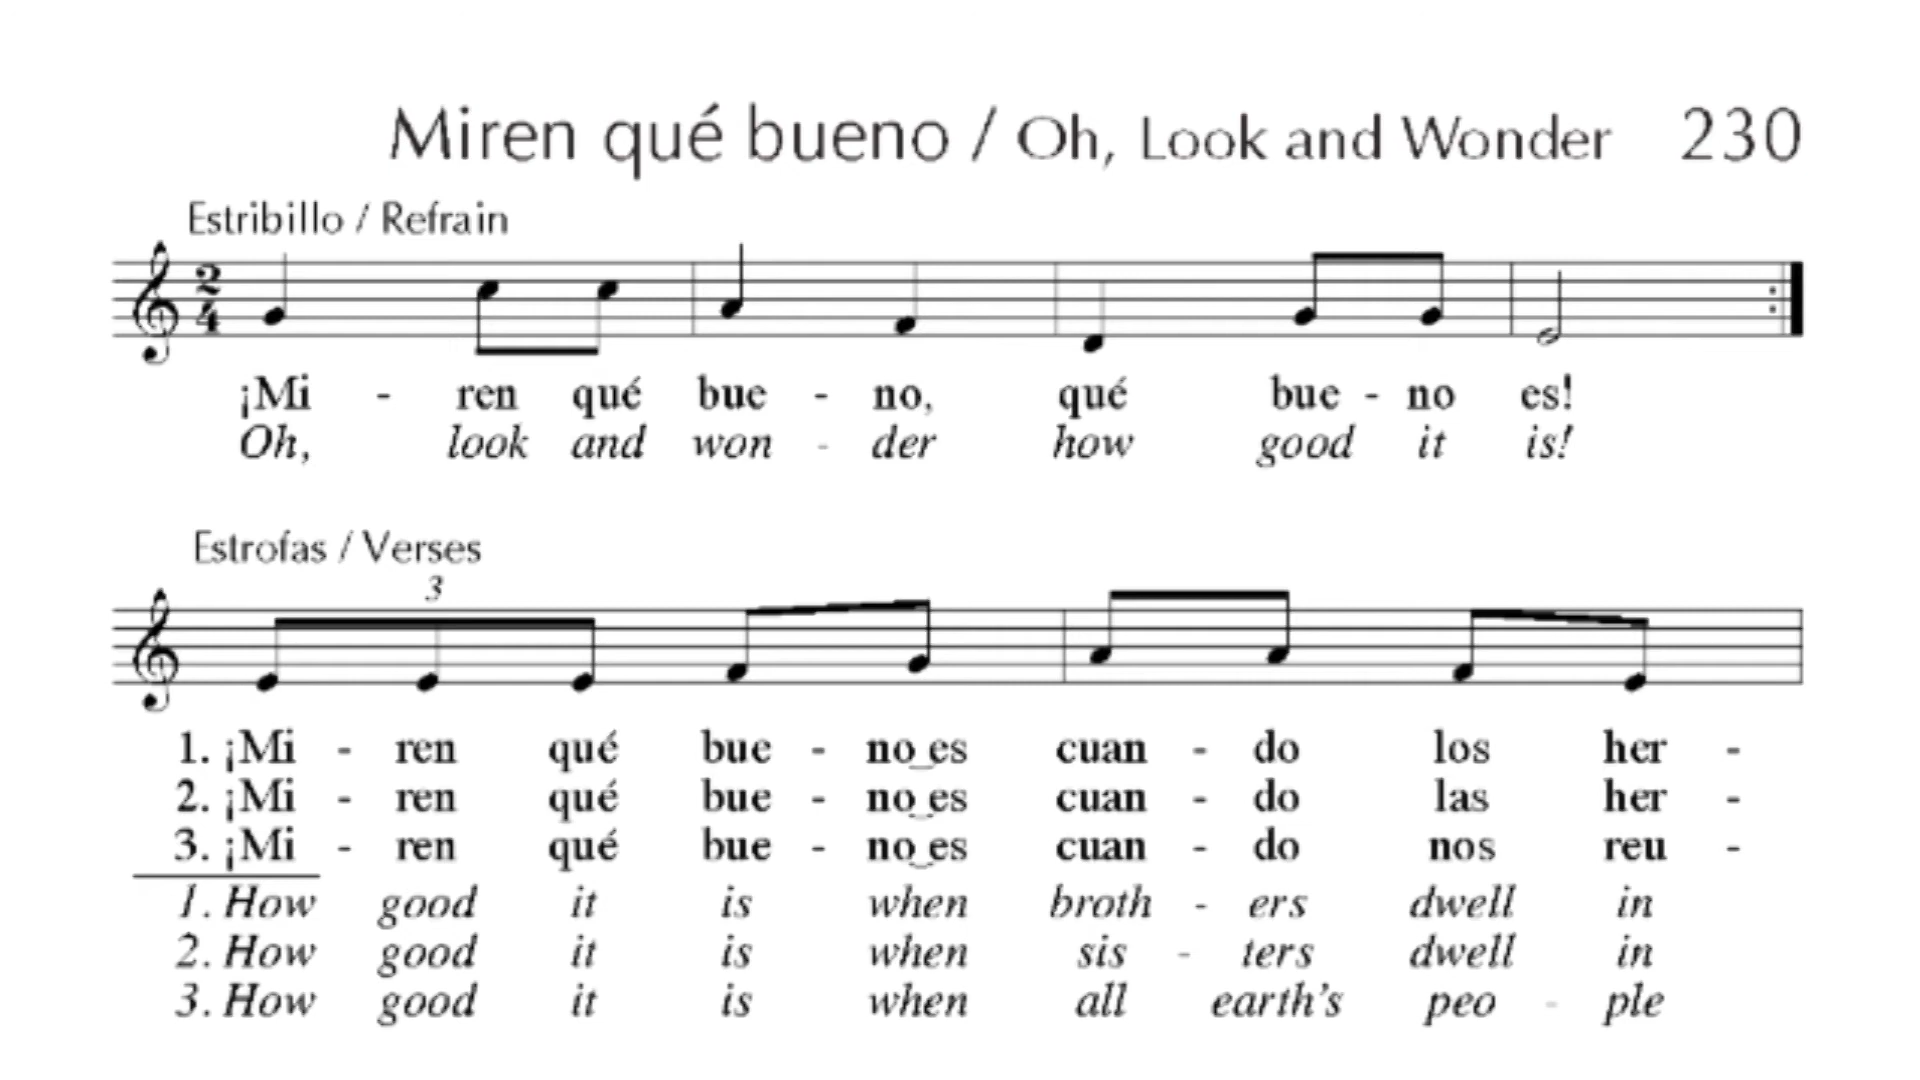 Miren qué bueno / Oh, Look and Wonder 230
Estribillo / Refrain
2
4
¡Mi - ren qué bue - no, qué bue - no es!
Oh, look and won - der how good it is!
Estrofas / Verses
3
1. ¡Mi - ren qué bue - no‿es cuan - do los her -
2. ¡Mi - ren qué bue - no‿es cuan - do las her -
3. ¡Mi - ren qué bue - no‿es cuan - do nos reu -
1. How good it is when broth - ers dwell in
2. How good it is when sis - ters dwell in
3. How good it is when all earth's peo - ple